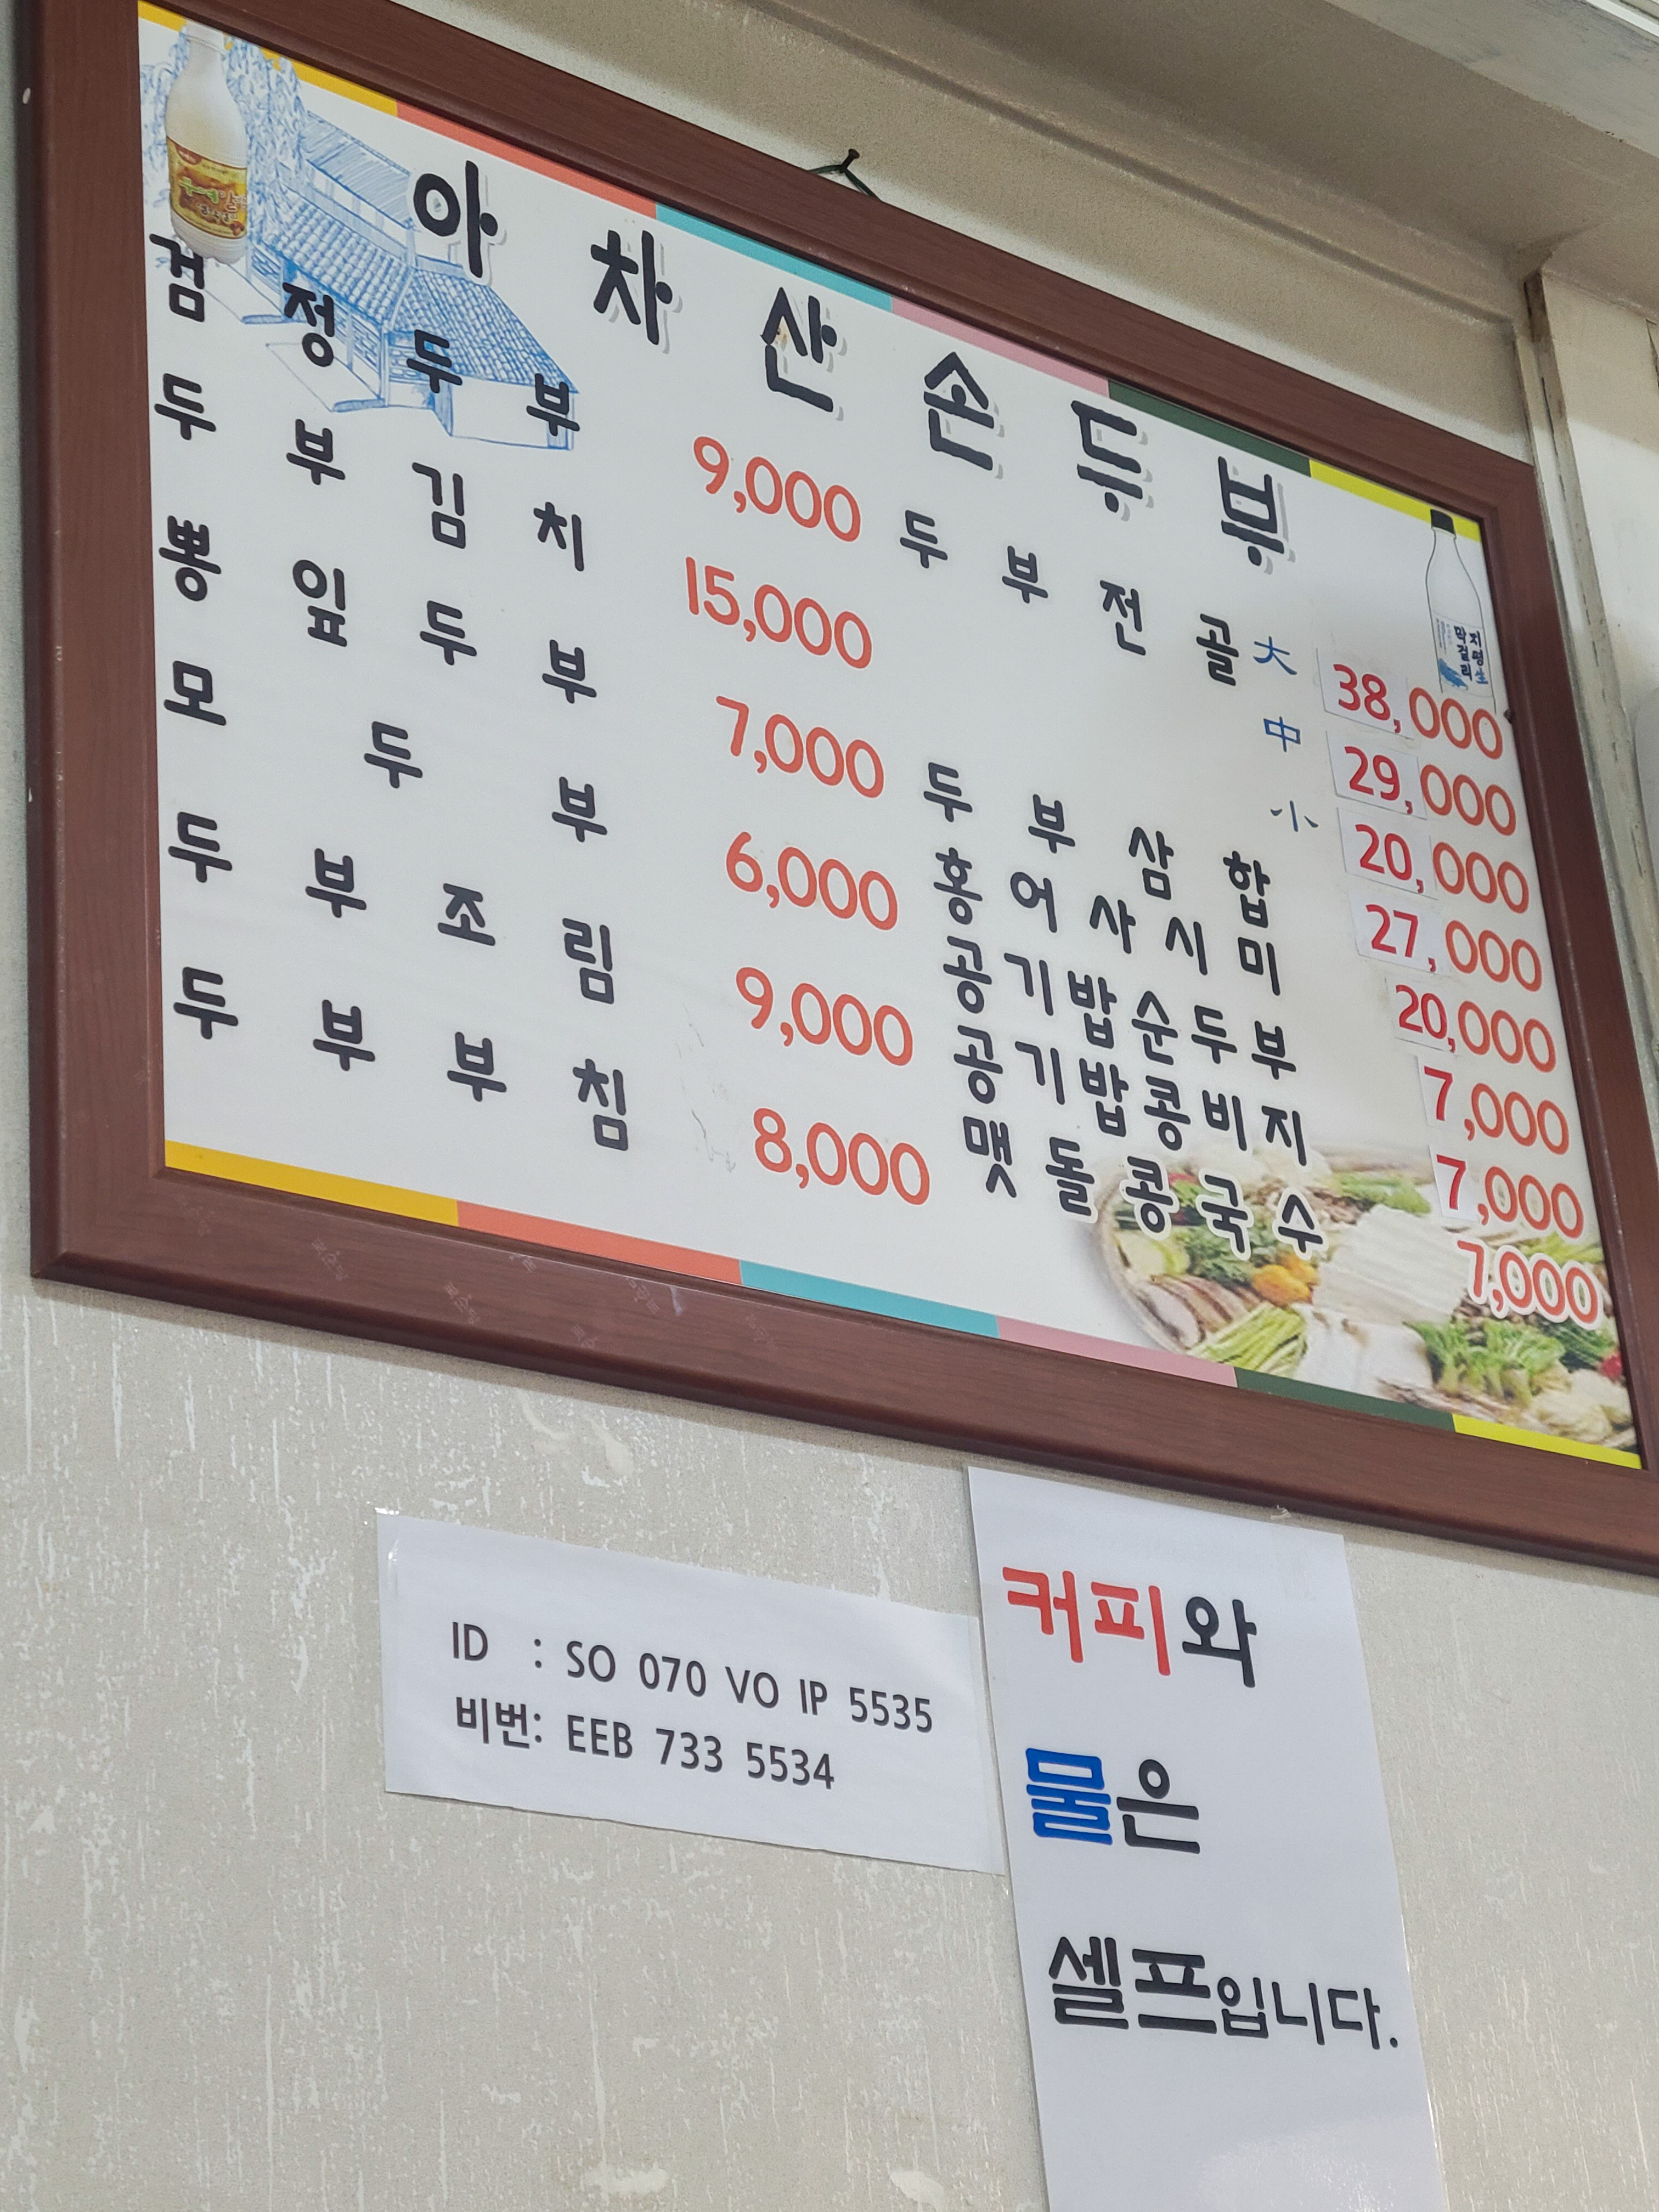 아차산손두부
검정두부 9,000
두부김치 15,000
뽕잎두부 7,000
모두부 6,000
두부조림 9,000
두부부침 8,000
두부전골 大 38,000
中 29,000
小 20,000
두부삼합 27,000
홍어사시미 20,000
공기밥순두부 7,000
공기밥콩비지 7,000
맷돌콩국수 7,000
ID : SO 070 VO IP 5535
비번: EEB 733 5534
커피와
물은
셀프입니다.